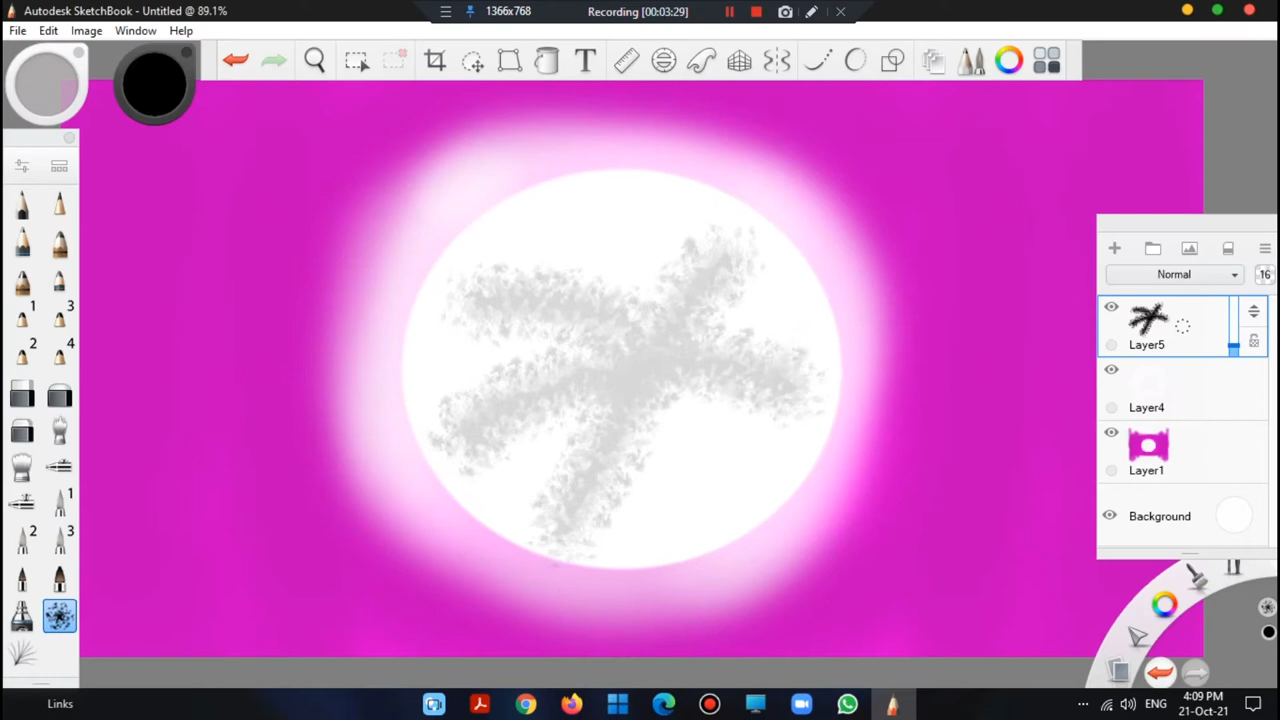 Autodesk SketchBook - Untitled @ 89.1%
1366x768
Recording [00:03:29]
File Edit Image Window Help
T
Normal
16
1 3
2 4
Layer5
Layer4
Layer1
1
2 3
Background
Links
ENG
4:09 PM
21-Oct-21